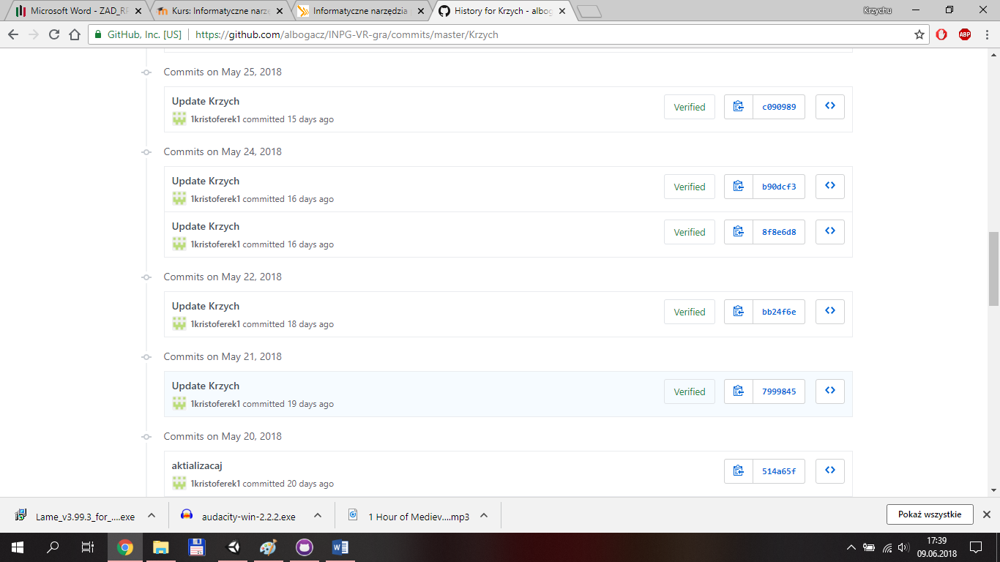 Microsoft Word - ZAD_RP
Kurs: Informatyczne narzę
Informatyczne narzędzia
History for Krzych - albog
Krzychu
GitHub, Inc. [US]
https://github.com/albogacz/INPG-VR-gra/commits/master/Krzych
ABP
Commits on May 25, 2018
Update Krzych
1kristoferek1 committed 15 days ago
Verified
c090989
Commits on May 24, 2018
Update Krzych
1kristoferek1 committed 16 days ago
Verified
b90dcf3
Update Krzych
1kristoferek1 committed 16 days ago
Verified
8f8e6d8
Commits on May 22, 2018
Update Krzych
1kristoferek1 committed 18 days ago
Verified
bb24f6e
Commits on May 21, 2018
Update Krzych
1kristoferek1 committed 19 days ago
Verified
7999845
Commits on May 20, 2018
aktializacaj
1kristoferek1 committed 20 days ago
514a65f
Lame_v3.99.3_for_....exe
audacity-win-2.2.2.exe
1 Hour of Mediev....mp3
Pokaż wszystkie
17:39
09.06.2018